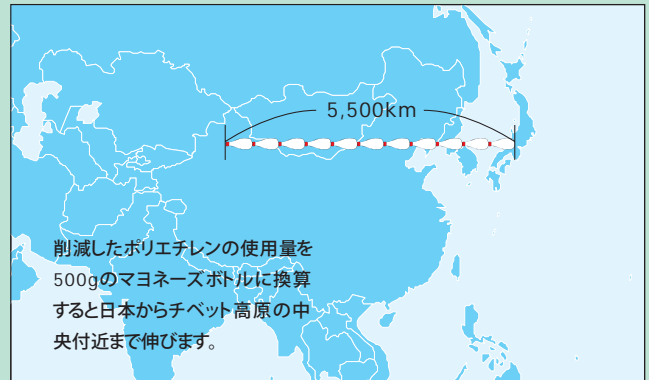 5,500km
削減したポリエチレンの使用量を
500gのマヨネーズボトルに換算
すると日本からチベット高原の中
央付近まで伸びます。